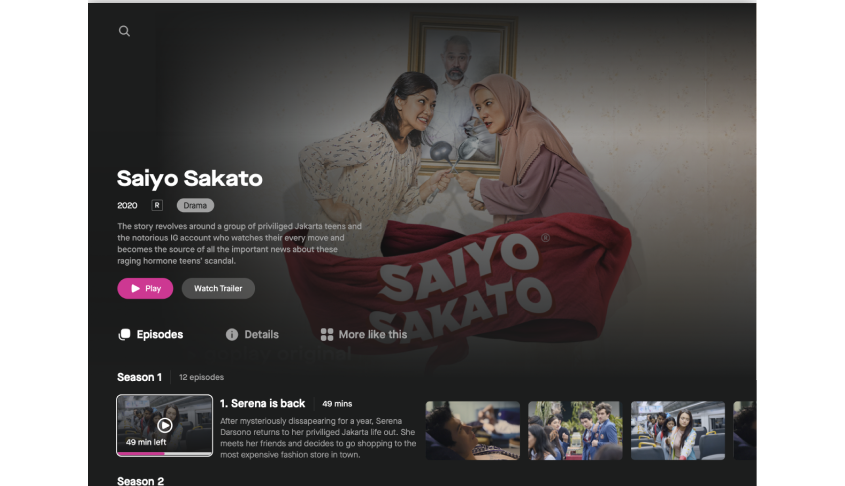 Saiyo Sakato
2020 R Drama
The story revolves around a group of priviliged Jakarta teens and
the notorious IG account who watches their every move and
becomes the source of all the important news about these
raging hormone teens' scandal.
Play Watch Trailer
SAIYO®
SAKATO
Episodes Details More like this
original
Season 1 12 episodes
1. Serena is back 49 mins
After mysteriously dissapearing for a year, Serena
Darsono returns to her priviliged Jakarta life out. She
meets her friends and decides to go shopping to the
most expensive fashion store in town.
49 min left
Season 2